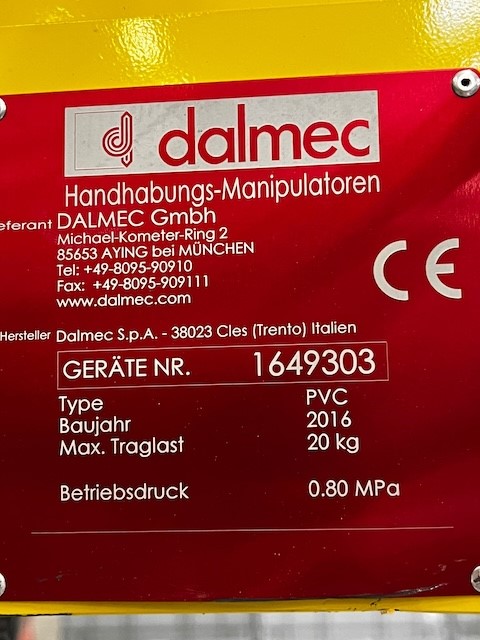 dalmec
Handhabungs-Manipulatoren
eferant DALMEC Gmbh
Michael-Kometer-Ring 2
85653 AYING bei MÜNCHEN
Tel: +49-8095-90910
Fax: +49-8095-909111
www.dalmec.com
CE
Hersteller Dalmec S.p.A. - 38023 Cles (Trento) Italien
GERÄTE NR. 1649303
Type PVC
Baujahr 2016
Max. Traglast 20 kg
Betriebsdruck 0.80 MPa